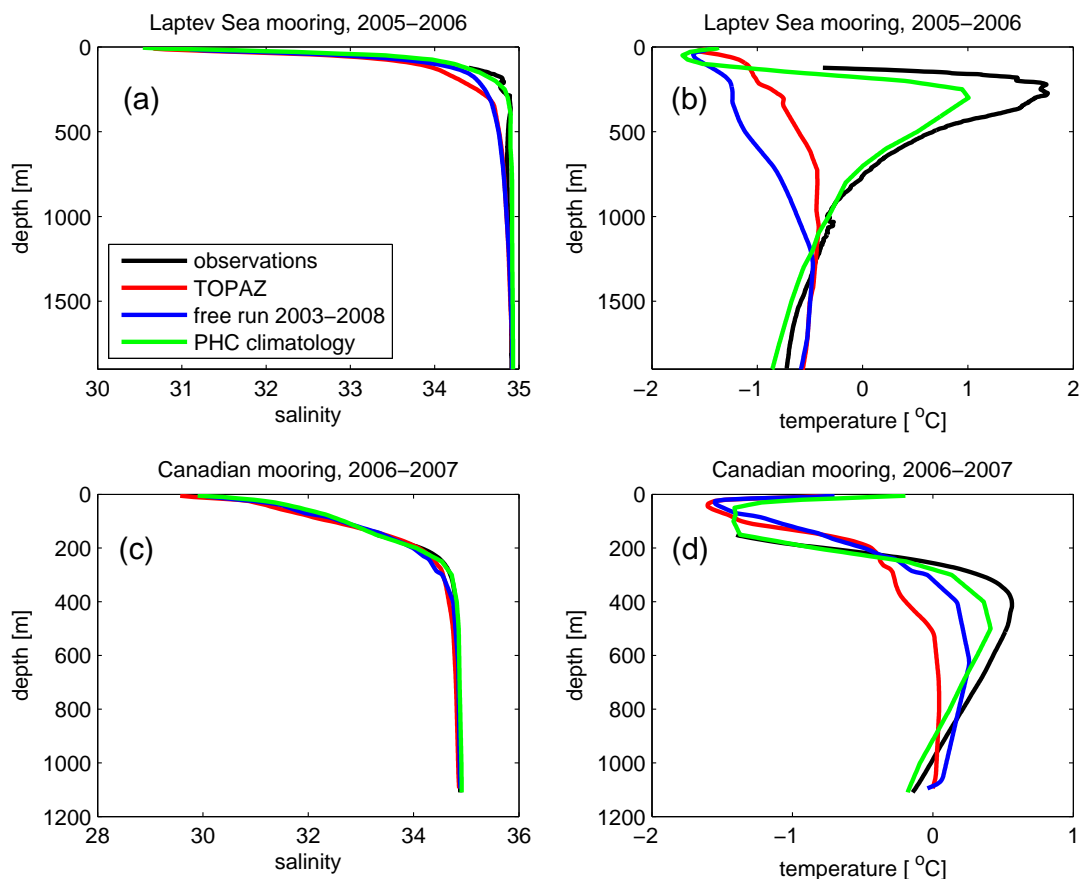 Laptev Sea mooring, 2005−2006
0
500
1000
1500
depth [m]
(a)
observations
TOPAZ
free run 2003−2008
PHC climatology
30 31 32 33 34 35
salinity
Laptev Sea mooring, 2005−2006
0
500
1000
1500
depth [m]
(b)
−2 −1 0 1 2
temperature [ °C]
Canadian mooring, 2006−2007
0
200
400
600
800
1000
1200
depth [m]
(c)
28 30 32 34 36
salinity
Canadian mooring, 2006−2007
0
200
400
600
800
1000
1200
depth [m]
(d)
−2 −1 0 1
temperature [ °C]